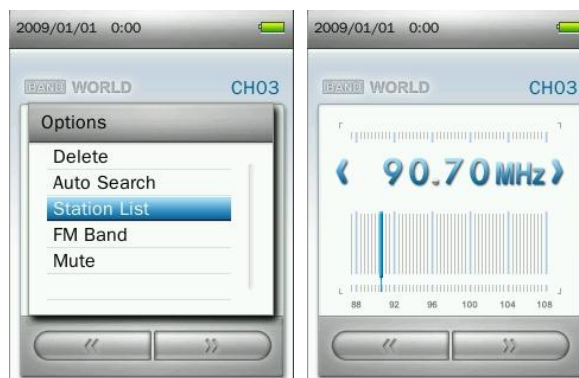 2009/01/01 0:00
BAND WORLD CH03
Options
Delete
Auto Search
Station List
FM Band
Mute
2009/01/01 0:00
BAND WORLD CH03
90.70MHz
88 92 96 100 104 108